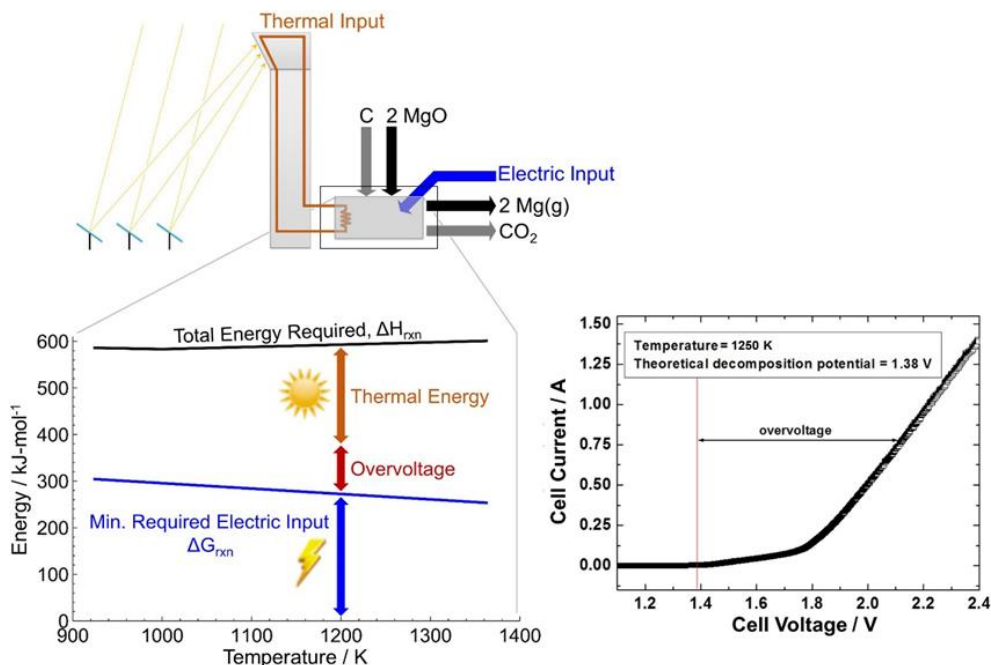 Thermal Input
C 2 MgO
Electric Input
2 Mg(g)
CO₂
Total Energy Required, ΔHrxn
Thermal Energy
Overvoltage
Min. Required Electric Input
ΔGrxn
Energy / kJ-mol⁻¹
600
500
400
300
200
100
0
900 1000 1100 1200 1300 1400
Temperature / K
Temperature = 1250 K
Theoretical decomposition potential = 1.38 V
overvoltage
Cell Current / A
1.50
1.25
1.00
0.75
0.50
0.25
0.00
1.2 1.4 1.6 1.8 2.0 2.2 2.4
Cell Voltage / V